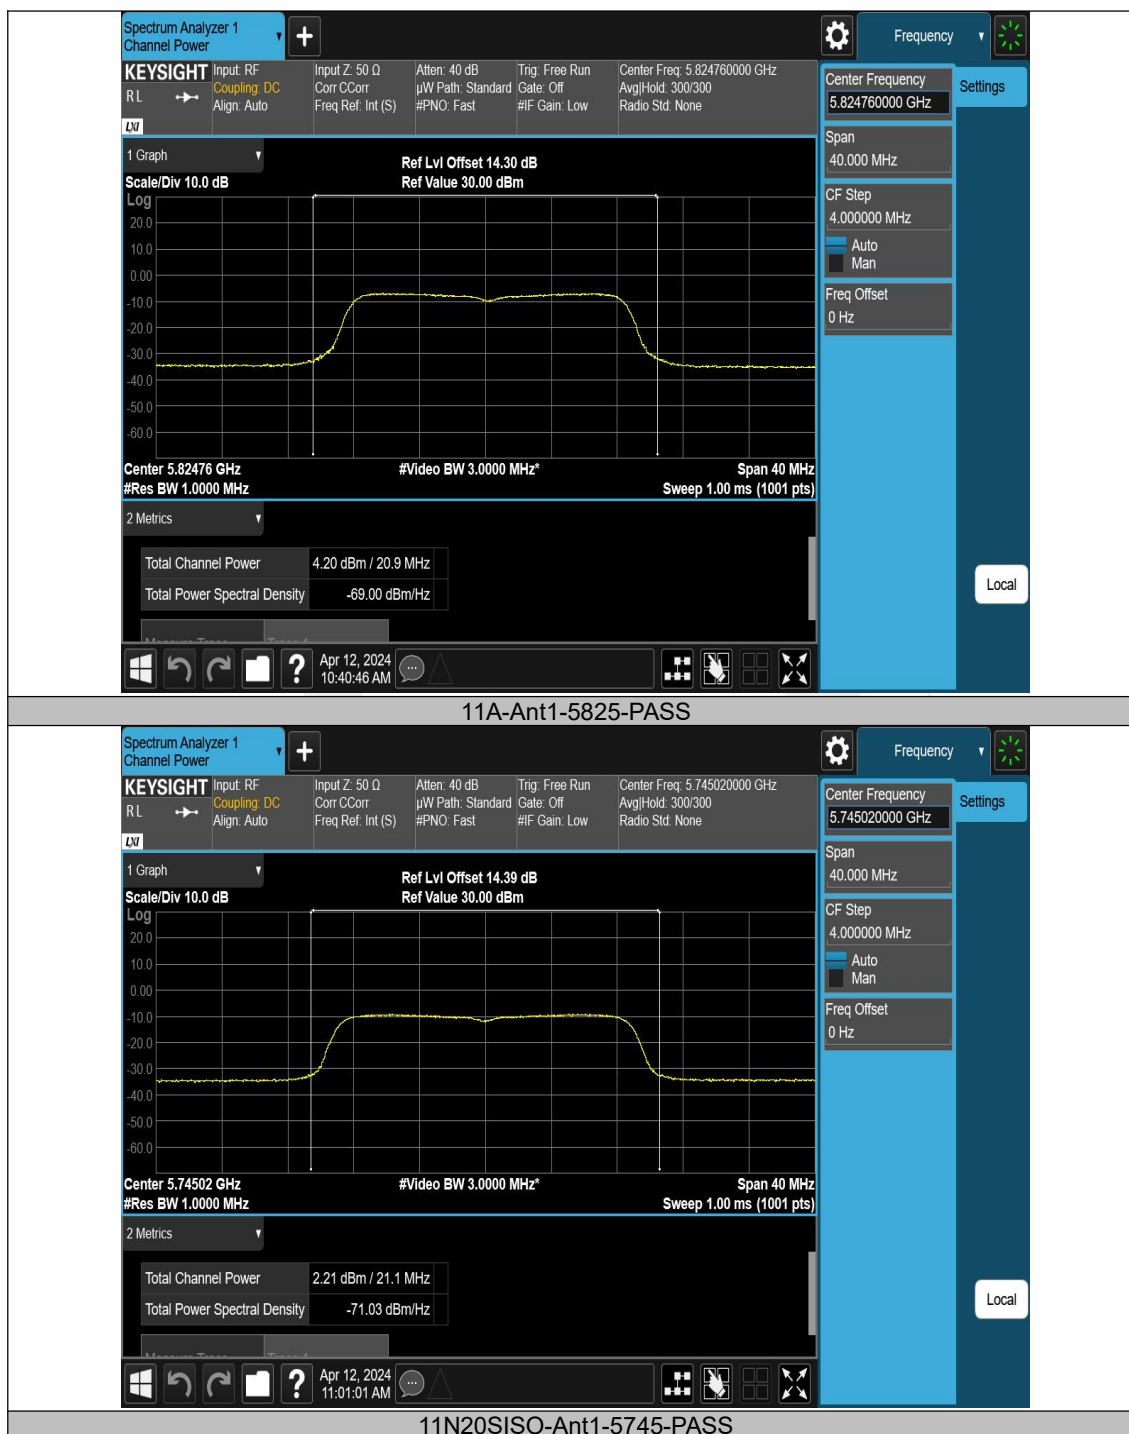 Spectrum Analyzer 1
Channel Power
+
Frequency
KEYSIGHT
RL
LXI
Input: RF
Coupling: DC
Align: Auto
Input Z: 50 Ω
Corr CCorr
Freq Ref: Int (S)
Atten: 40 dB
µW Path: Standard
#PNO: Fast
Trig: Free Run
Gate: Off
#IF Gain: Low
Center Freq: 5.824760000 GHz
Avg|Hold: 300/300
Radio Std: None
Center Frequency
5.824760000 GHz
Settings
Span
40.000 MHz
CF Step
4.000000 MHz
Auto
Man
Freq Offset
0 Hz
Local
1 Graph
Scale/Div 10.0 dB
Ref Lvl Offset 14.30 dB
Ref Value 30.00 dBm
Log
20.0
10.0
0.00
-10.0
-20.0
-30.0
-40.0
-50.0
-60.0
Center 5.82476 GHz
#Video BW 3.0000 MHz*
Span 40 MHz
#Res BW 1.0000 MHz
Sweep 1.00 ms (1001 pts)
2 Metrics
Total Channel Power 4.20 dBm / 20.9 MHz
Total Power Spectral Density -69.00 dBm/Hz
?
Apr 12, 2024
10:40:46 AM
11A-Ant1-5825-PASS
Spectrum Analyzer 1
Channel Power
+
Frequency
KEYSIGHT
RL
LXI
Input: RF
Coupling: DC
Align: Auto
Input Z: 50 Ω
Corr CCorr
Freq Ref: Int (S)
Atten: 40 dB
µW Path: Standard
#PNO: Fast
Trig: Free Run
Gate: Off
#IF Gain: Low
Center Freq: 5.745020000 GHz
Avg|Hold: 300/300
Radio Std: None
Center Frequency
5.745020000 GHz
Settings
Span
40.000 MHz
CF Step
4.000000 MHz
Auto
Man
Freq Offset
0 Hz
Local
1 Graph
Scale/Div 10.0 dB
Ref Lvl Offset 14.39 dB
Ref Value 30.00 dBm
Log
20.0
10.0
0.00
-10.0
-20.0
-30.0
-40.0
-50.0
-60.0
Center 5.74502 GHz
#Video BW 3.0000 MHz*
Span 40 MHz
#Res BW 1.0000 MHz
Sweep 1.00 ms (1001 pts)
2 Metrics
Total Channel Power 2.21 dBm / 21.1 MHz
Total Power Spectral Density -71.03 dBm/Hz
?
Apr 12, 2024
11:01:01 AM
11N20SISO-Ant1-5745-PASS